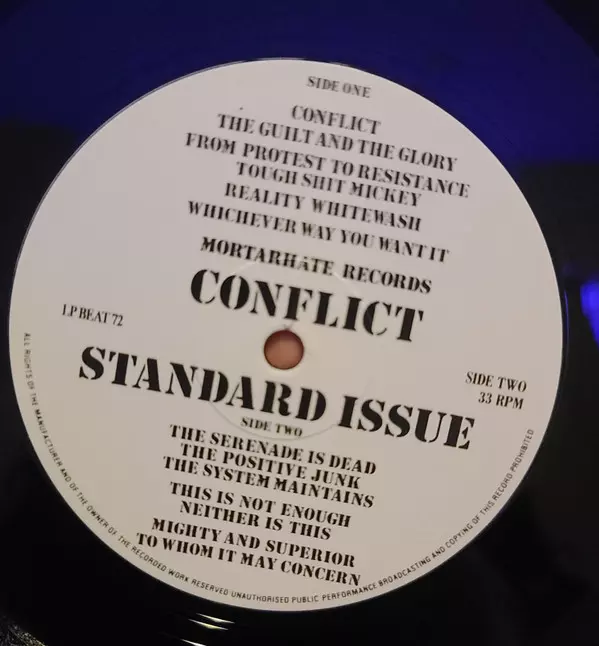 SIDE ONE
CONFLICT
THE GUILT AND THE GLORY
FROM PROTEST TO RESISTANCE
TOUGH SHIT MICKEY
REALITY WHITEWASH
WHICHEVER WAY YOU WANT IT
MORTARHATE RECORDS
CONFLICT
LP BEAT 72
STANDARD ISSUE
SIDE TWO
33 RPM
SIDE TWO
THE SERENADE IS DEAD
THE POSITIVE JUNK
THE SYSTEM MAINTAINS
THIS IS NOT ENOUGH
NEITHER IS THIS
MIGHTY AND SUPERIOR
TO WHOM IT MAY CONCERN
ALL RIGHTS OF THE MANUFACTURER AND OF THE OWNER OF THE RECORDED WORK RESERVED UNAUTHORISED PUBLIC PERFORMANCE BROADCASTING AND COPYING OF THIS RECORD PROHIBITED